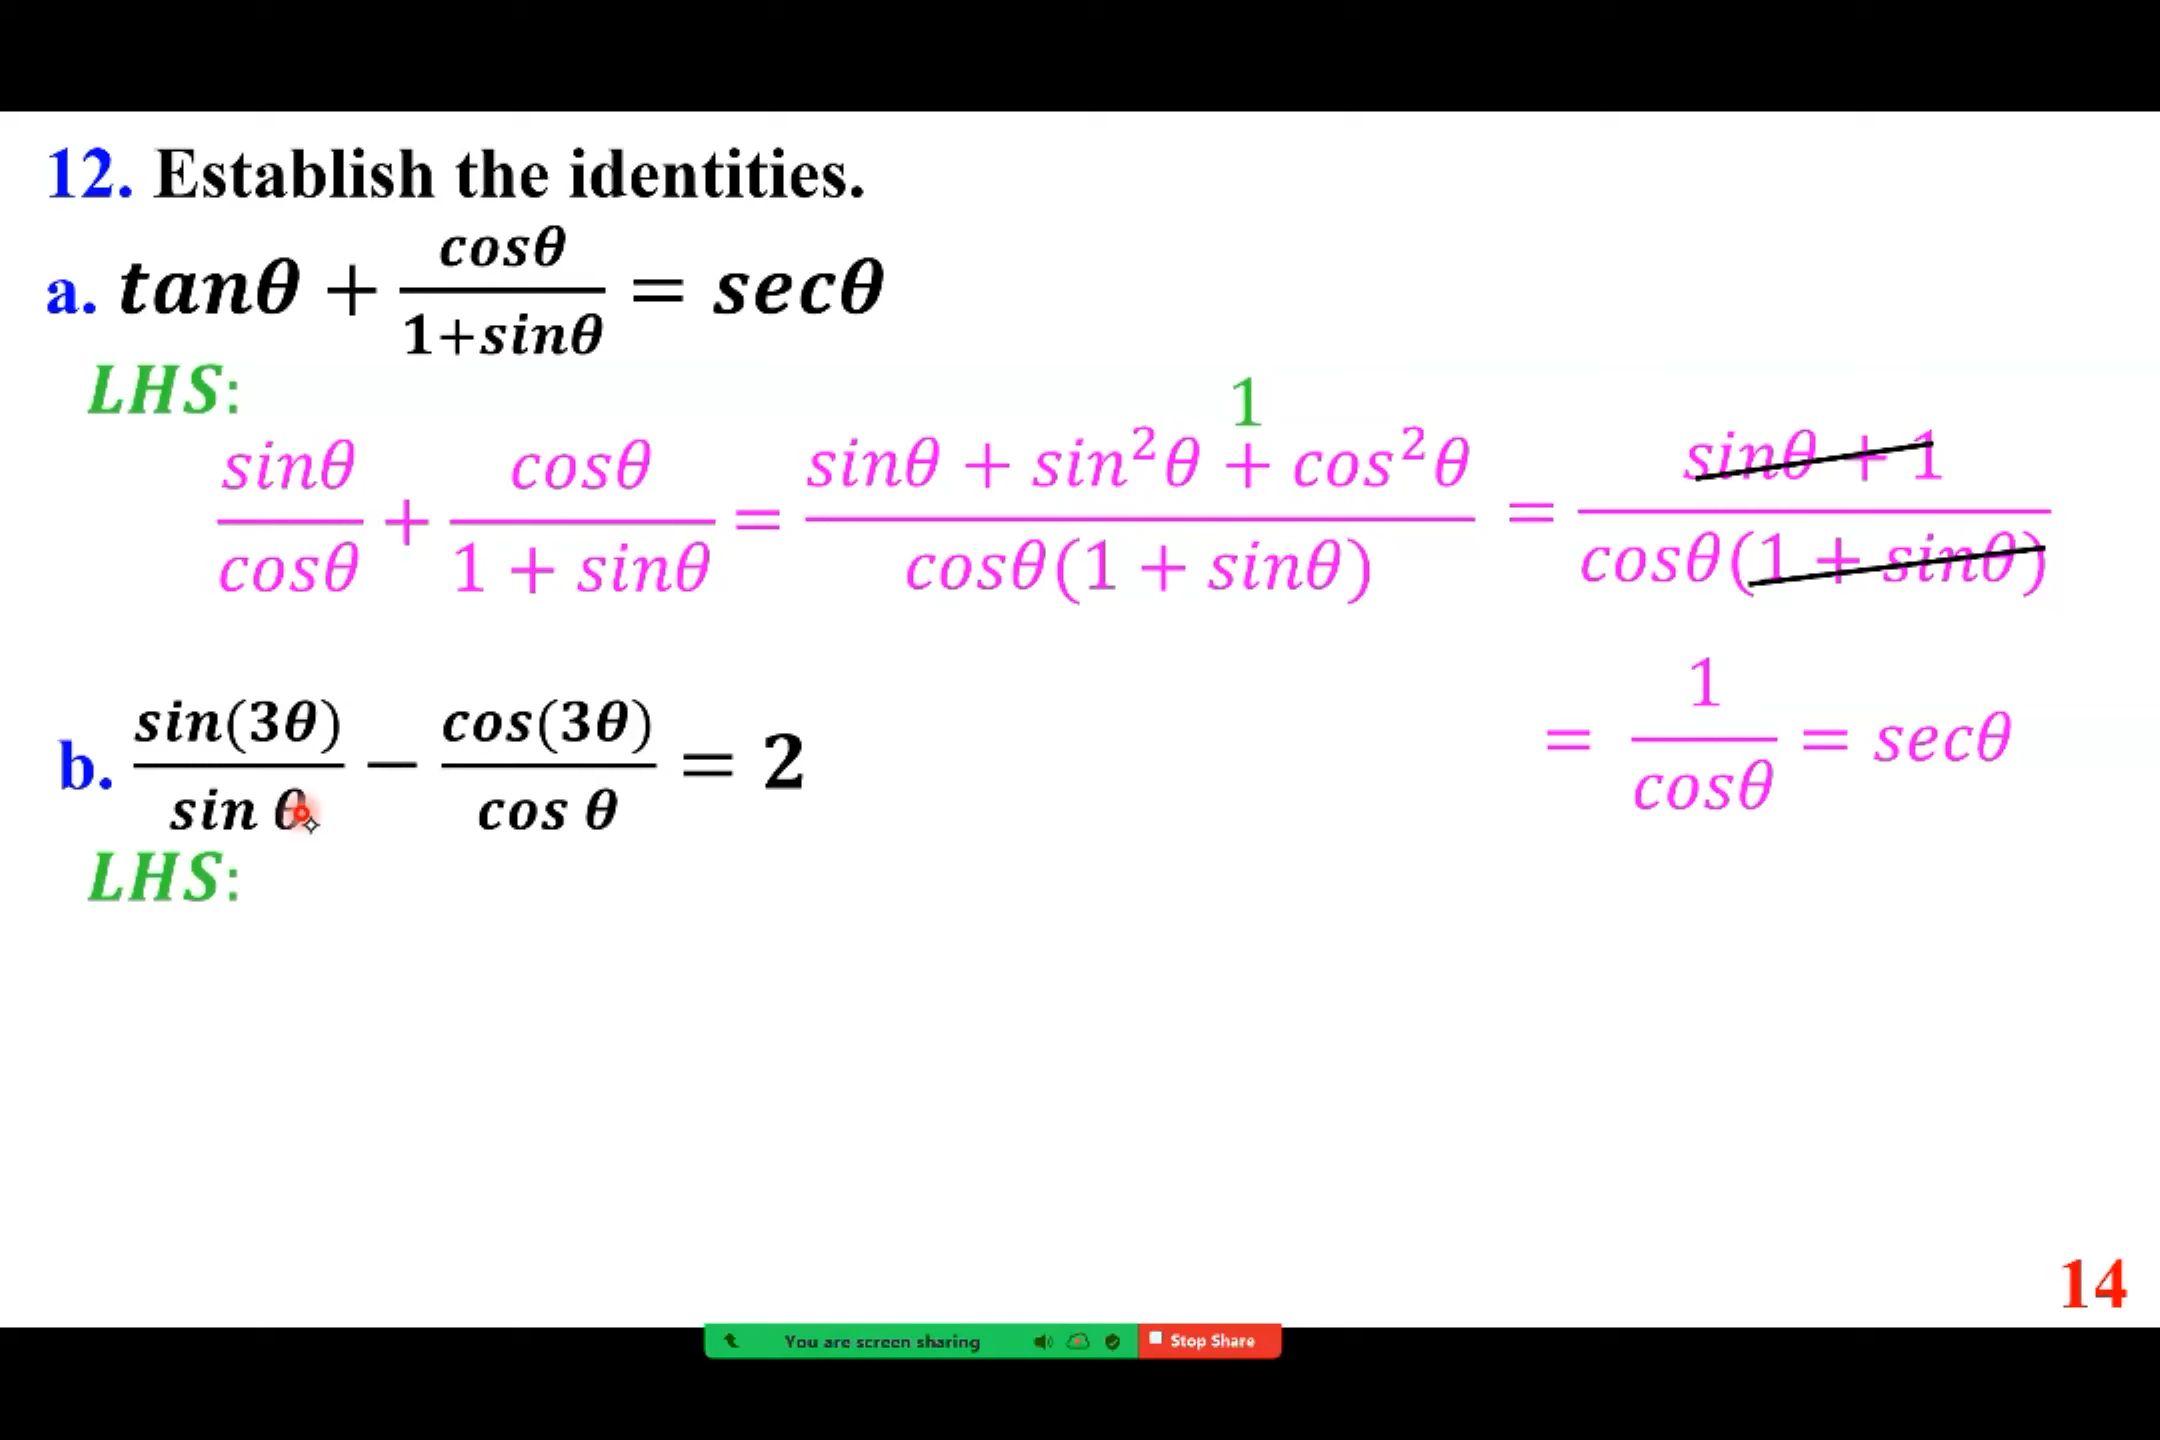 12. Establish the identities.
a. tanθ + cosθ/(1+sinθ) = secθ
LHS:
1
sinθ/cosθ + cosθ/(1 + sinθ) = (sinθ + sin²θ + cos²θ)/(cosθ(1 + sinθ)) = (sinθ + 1)/(cosθ(1 + sinθ))
= 1/cosθ = secθ
b. sin(3θ)/sin θ − cos(3θ)/cos θ = 2
LHS:
14
You are screen sharing
Stop Share